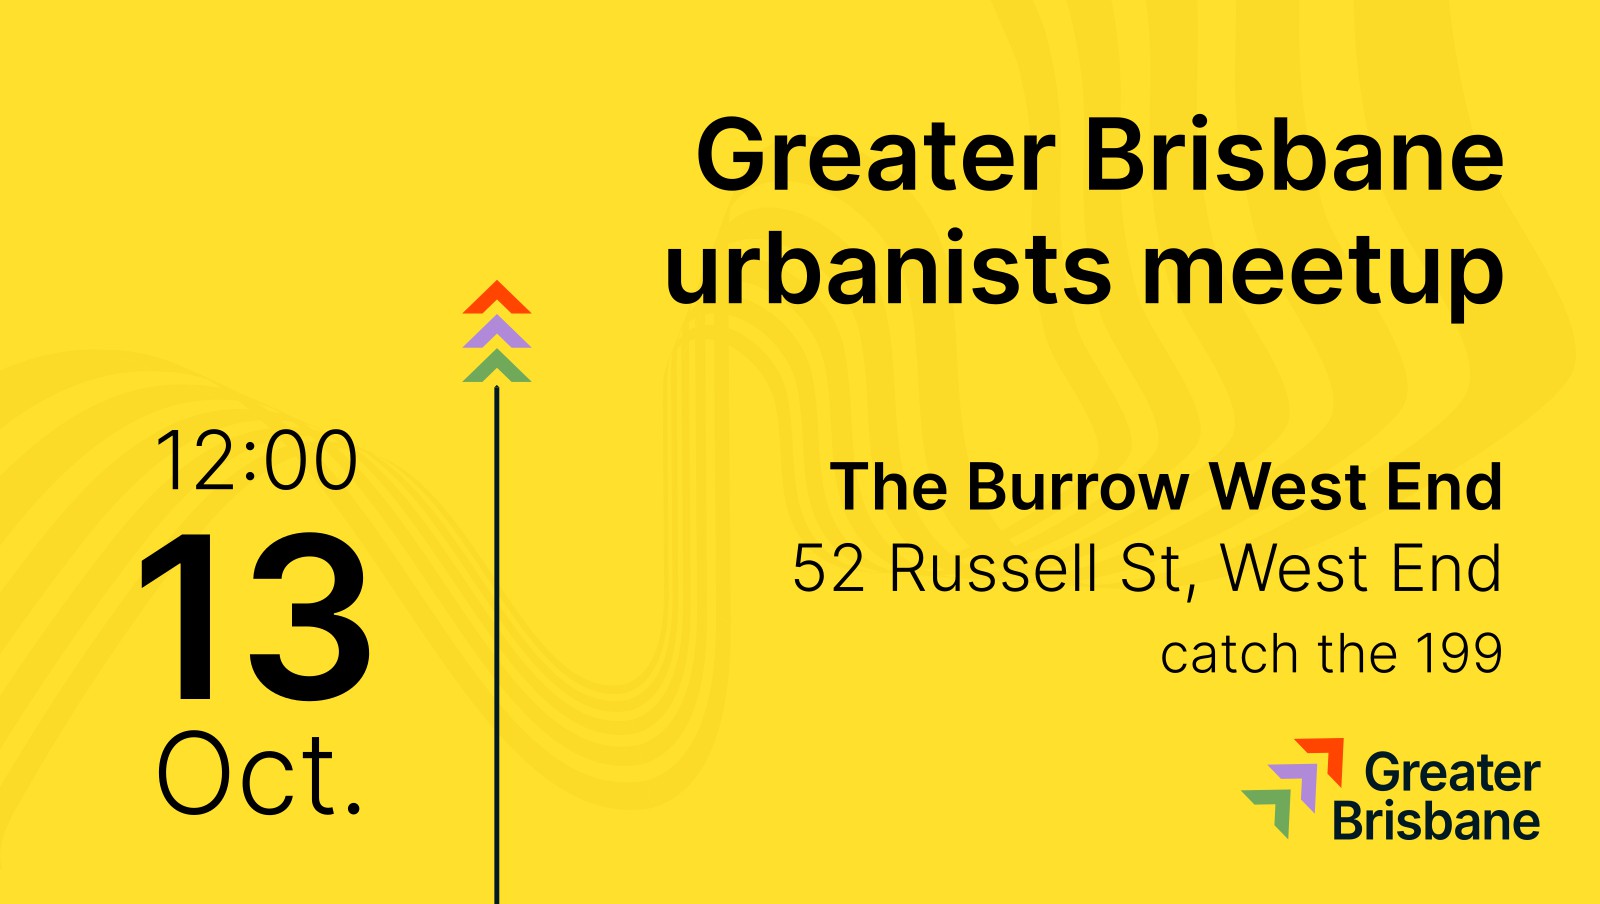 Greater Brisbane
urbanists meetup
12:00
13
Oct.
The Burrow West End
52 Russell St, West End
catch the 199
Greater
Brisbane